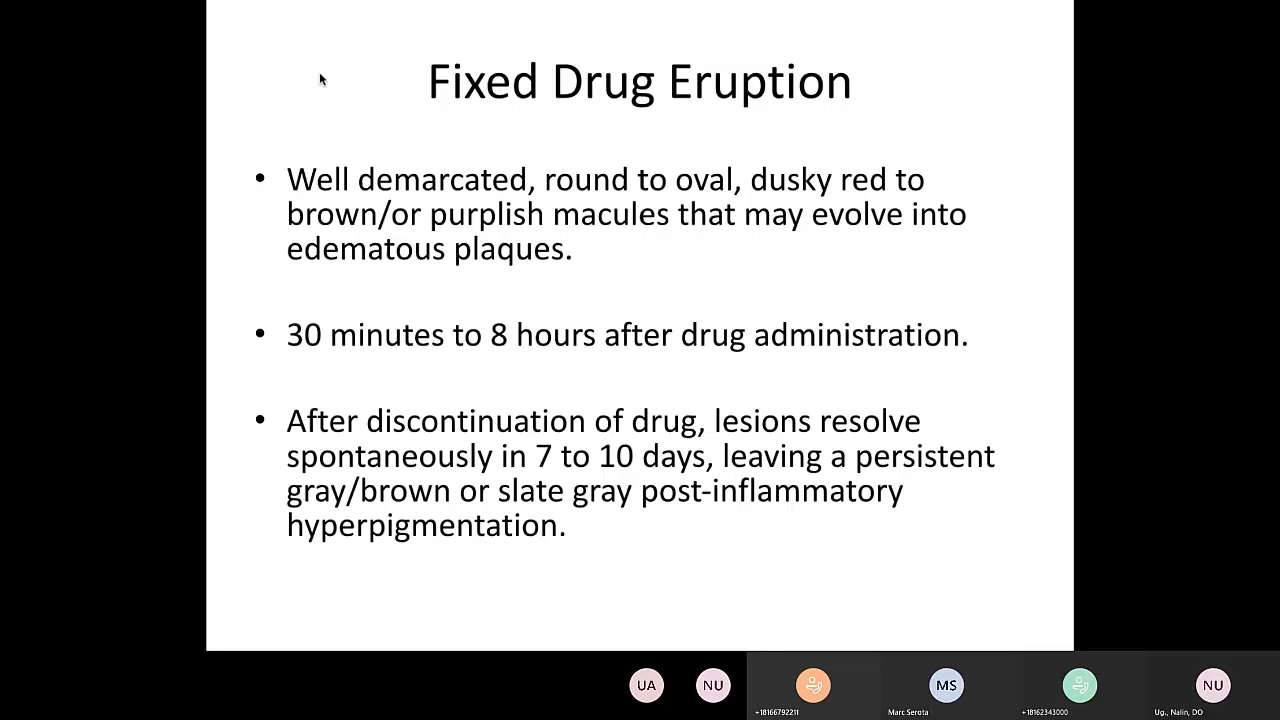 Fixed Drug Eruption
• Well demarcated, round to oval, dusky red to
brown/or purplish macules that may evolve into
edematous plaques.
• 30 minutes to 8 hours after drug administration.
• After discontinuation of drug, lesions resolve
spontaneously in 7 to 10 days, leaving a persistent
gray/brown or slate gray post-inflammatory
hyperpigmentation.
UA
NU
MS
NU
+18166792211
Marc Serota
+18162343000
Ug., Nalin, DO